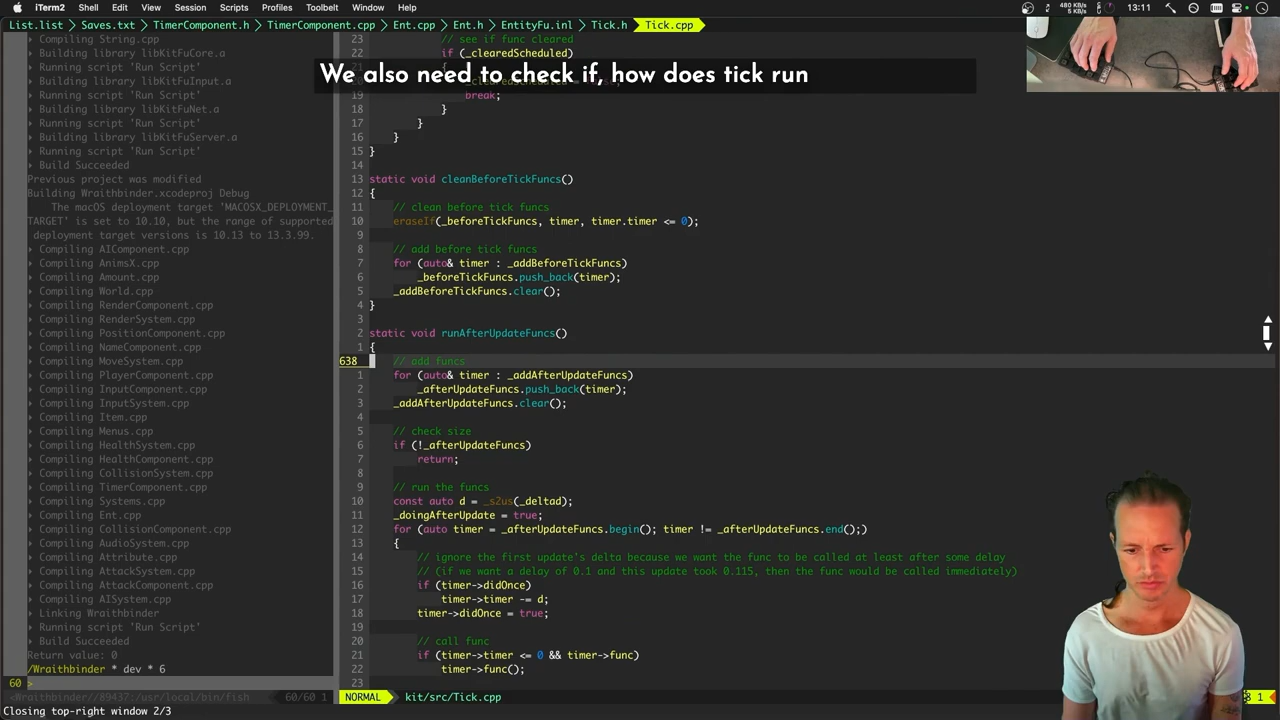 iTerm2 Shell Edit View Session Scripts Profiles Toolbelt Window Help
480 KB/s
KB/s
13:11
List.list Saves.txt TimerComponent.h TimerComponent.cpp Ent.cpp Ent.h EntityFu.inl Tick.h Tick.cpp
Compiling String.cpp
Building library libKitFuCore.a
Running script 'Run Script'
Building library libKitFuInput.a
Running script 'Run Script'
Building library libKitFuNet.a
Running script 'Run Script'
Building library libKitFuServer.a
Running script 'Run Script'
Build Succeeded
Previous project was modified
Building Wraithbinder.xcodeproj Debug
The macOS deployment target 'MACOSX_DEPLOYMENT_
TARGET' is set to 10.10, but the range of supported
deployment target versions is 10.13 to 13.3.99.
Compiling AIComponent.cpp
Compiling AnimsX.cpp
Compiling Amount.cpp
Compiling World.cpp
Compiling RenderComponent.cpp
Compiling RenderSystem.cpp
Compiling PositionComponent.cpp
Compiling NameComponent.cpp
Compiling MoveSystem.cpp
Compiling PlayerComponent.cpp
Compiling InputComponent.cpp
Compiling InputSystem.cpp
Compiling Item.cpp
Compiling Menus.cpp
Compiling HealthSystem.cpp
Compiling HealthComponent.cpp
Compiling CollisionSystem.cpp
Compiling TimerComponent.cpp
Compiling Systems.cpp
Compiling Ent.cpp
Compiling CollisionComponent.cpp
Compiling AudioSystem.cpp
Compiling Attribute.cpp
Compiling AttackSystem.cpp
Compiling AttackComponent.cpp
Compiling AISystem.cpp
Linking Wraithbinder
Running script 'Run Script'
Build Succeeded
Return value: 0
/Wraithbinder * dev * 6
60 >
<Wraithbinder//89437:/usr/local/bin/fish 60/60 1
Closing top-right window 2/3
23 // see if func cleared
22 if (_clearedScheduled)
We also need to check if, how does tick run
19 break;
18 }
17 }
16 }
15 }
14
13 static void cleanBeforeTickFuncs()
12 {
11 // clean before tick funcs
10 eraseIf(_beforeTickFuncs, timer, timer.timer <= 0);
9
8 // add before tick funcs
7 for (auto& timer : _addBeforeTickFuncs)
6 _beforeTickFuncs.push_back(timer);
5 _addBeforeTickFuncs.clear();
4 }
3
2 static void runAfterUpdateFuncs()
1 {
638 // add funcs
1 for (auto& timer : _addAfterUpdateFuncs)
2 _afterUpdateFuncs.push_back(timer);
3 _addAfterUpdateFuncs.clear();
4
5 // check size
6 if (!_afterUpdateFuncs)
7 return;
8
9 // run the funcs
10 const auto d = _s2us(_deltad);
11 _doingAfterUpdate = true;
12 for (auto timer = _afterUpdateFuncs.begin(); timer != _afterUpdateFuncs.end();)
13 {
14 // ignore the first update's delta because we want the func to be called at least after some delay
15 // (if we want a delay of 0.1 and this update took 0.115, then the func would be called immediately)
16 if (timer->didOnce)
17 timer->timer -= d;
18 timer->didOnce = true;
19
20 // call func
21 if (timer->timer <= 0 && timer->func)
22 timer->func();
23
NORMAL kit/src/Tick.cpp